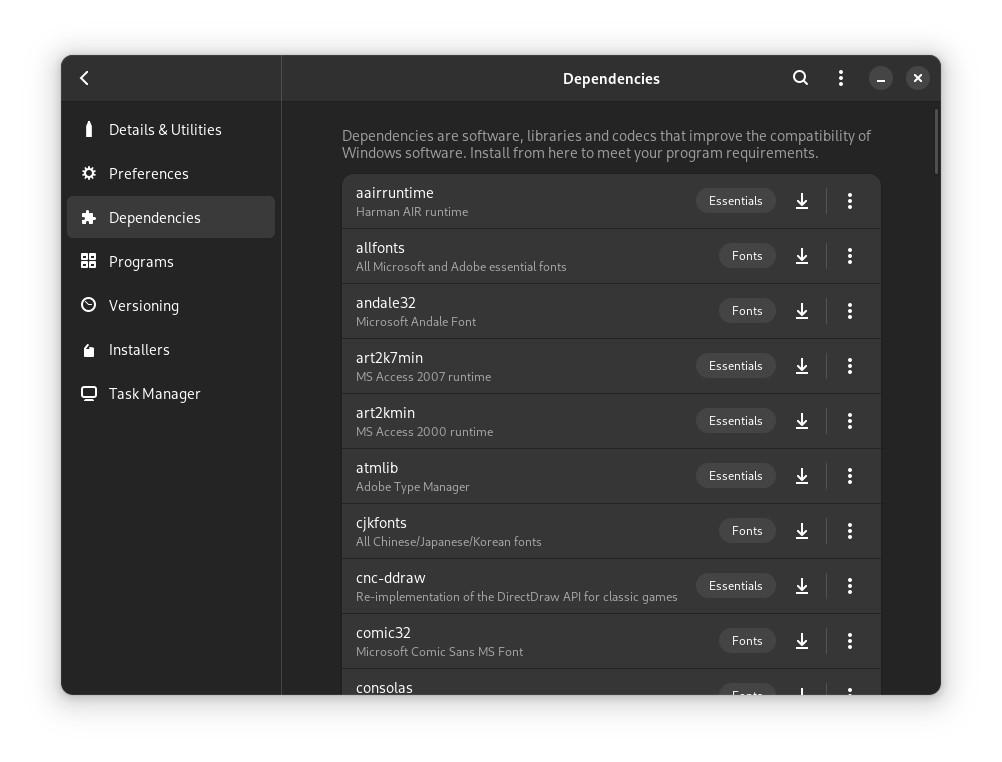 Dependencies
Details & Utilities
Preferences
Dependencies
Programs
Versioning
Installers
Task Manager
Dependencies are software, libraries and codecs that improve the compatibility of
Windows software. Install from here to meet your program requirements.
aairruntime
Harman AIR runtime
Essentials
allfonts
All Microsoft and Adobe essential fonts
Fonts
andale32
Microsoft Andale Font
Fonts
art2k7min
MS Access 2007 runtime
Essentials
art2kmin
MS Access 2000 runtime
Essentials
atmlib
Adobe Type Manager
Essentials
cjkfonts
All Chinese/Japanese/Korean fonts
Fonts
cnc-ddraw
Re-implementation of the DirectDraw API for classic games
Essentials
comic32
Microsoft Comic Sans MS Font
Fonts
consolas
Fonts